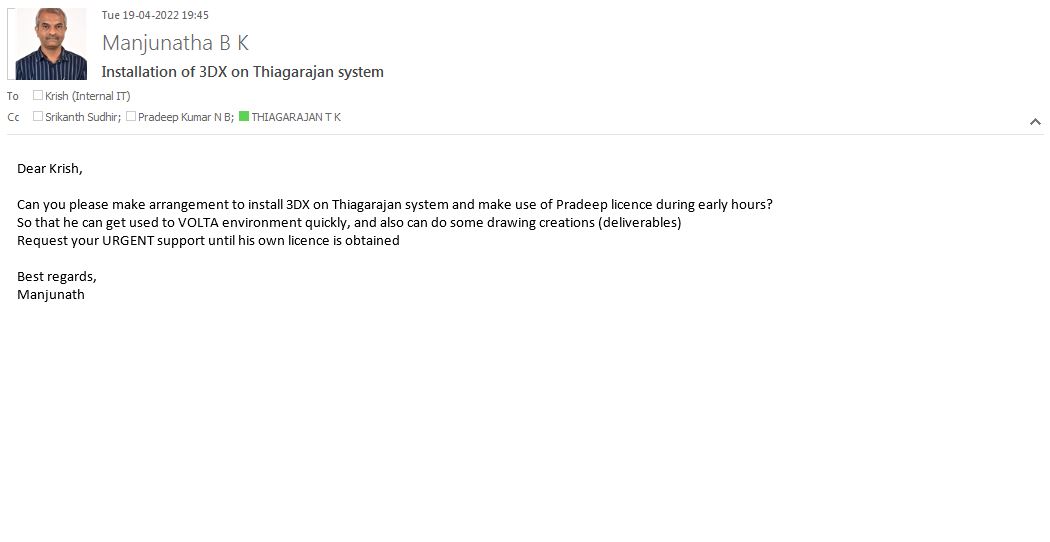 Tue 19-04-2022 19:45
Manjunatha B K
Installation of 3DX on Thiagarajan system
To Krish (Internal IT)
Cc Srikanth Sudhir; Pradeep Kumar N B; THIAGARAJAN T K
Dear Krish,
Can you please make arrangement to install 3DX on Thiagarajan system and make use of Pradeep licence during early hours?
So that he can get used to VOLTA environment quickly, and also can do some drawing creations (deliverables)
Request your URGENT support until his own licence is obtained
Best regards,
Manjunath